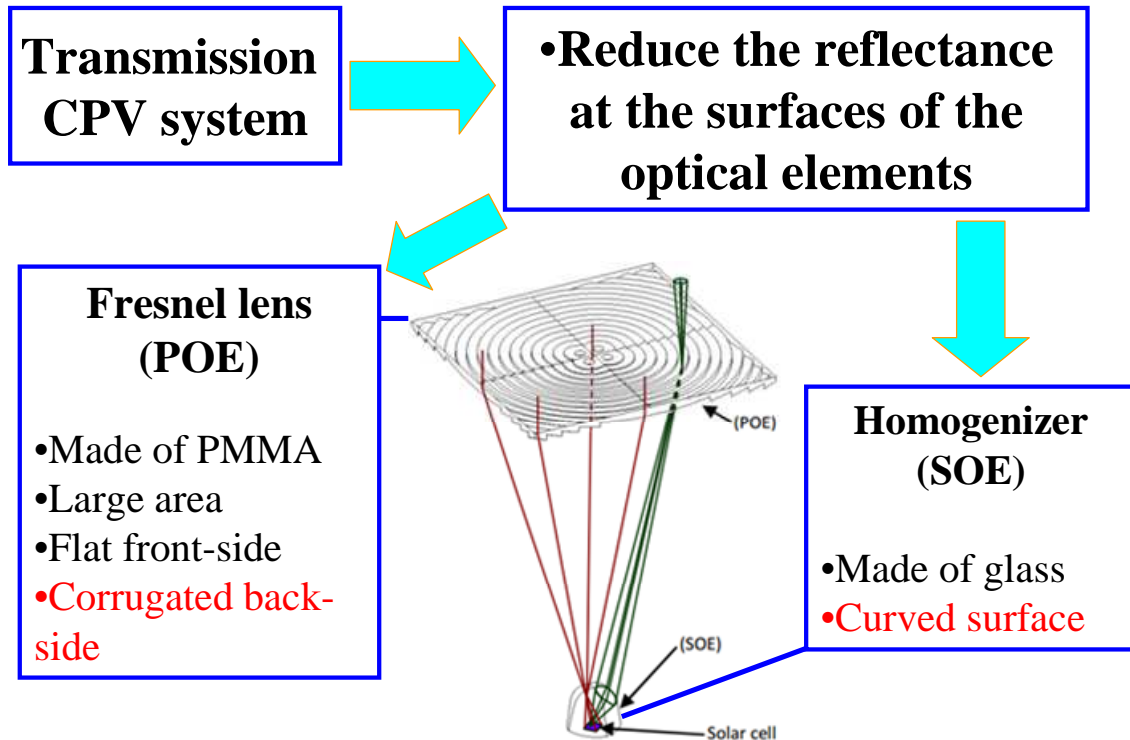 Transmission
CPV system
•Reduce the reflectance
at the surfaces of the
optical elements
Fresnel lens
(POE)
•Made of PMMA
•Large area
•Flat front-side
•Corrugated back-
side
(POE)
Homogenizer
(SOE)
•Made of glass
•Curved surface
(SOE)
Solar cell